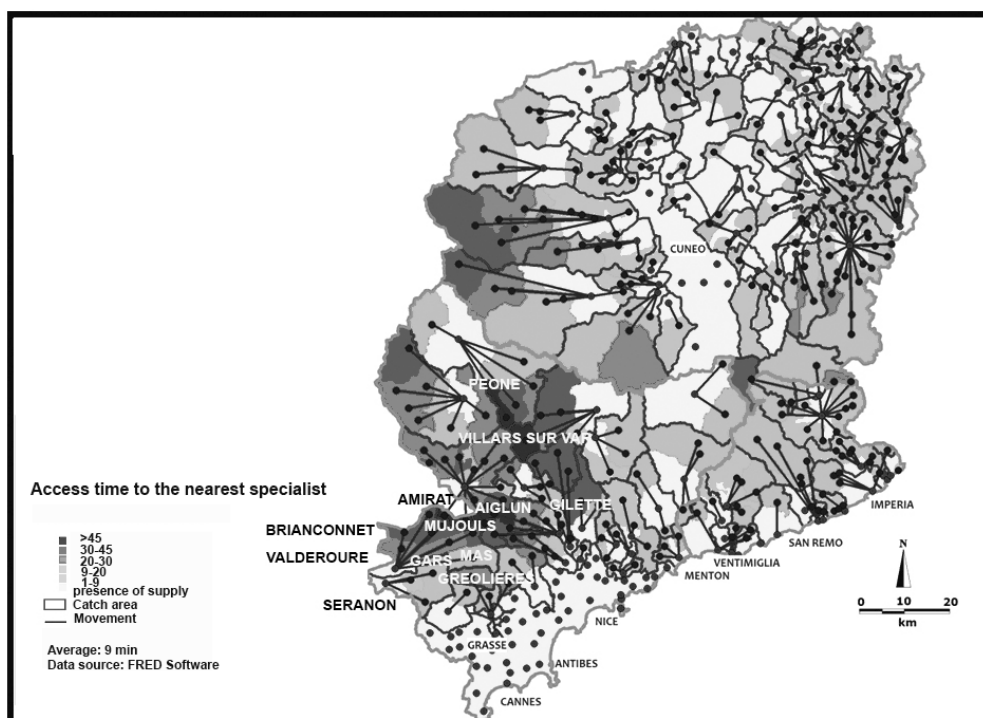 CUNEO
PEONE
VILLARS SUR VAR
Access time to the nearest specialist
AMIRAT
AIGLUN
GILETTE
IMPERIA
BRIANCONNET
MUJOULS
SAN REMO
N
VALDEROURE
GARS
MAS
VENTIMIGLIA
MENTON
GREOLIERES
SERANON
NICE
0 10 20
km
GRASSE
ANTIBES
CANNES
>45
30-45
20-30
9-20
1-9
presence of supply
Catch area
Movement
Average: 9 min
Data source: FRED Software